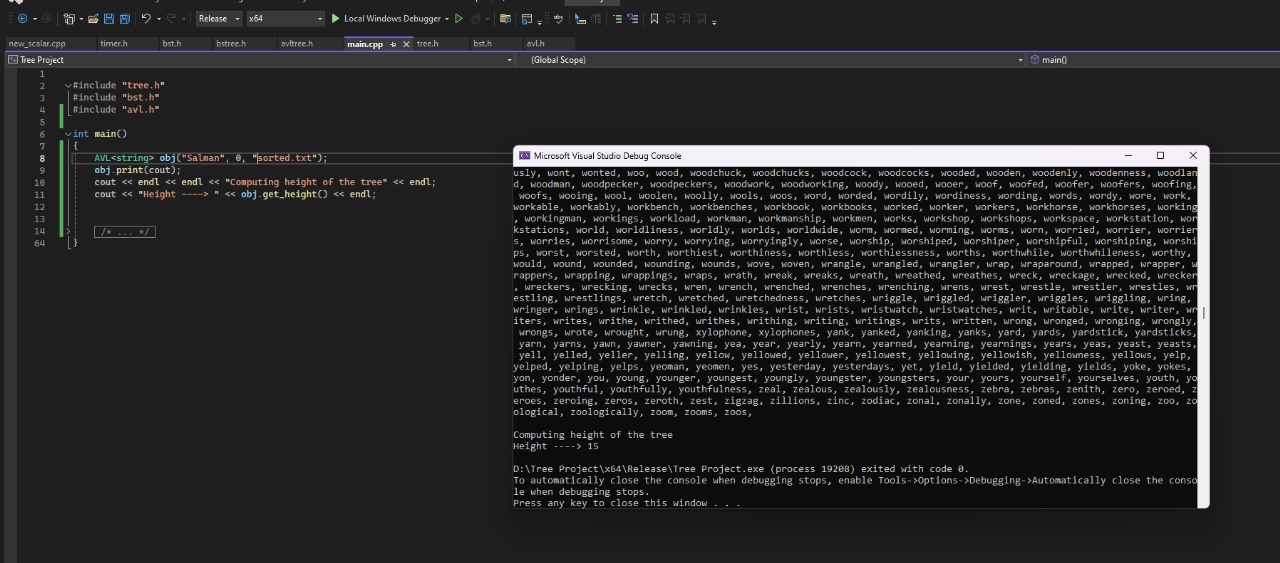 Release x64 Local Windows Debugger
new_scalar.cpp timer.h bst.h bstree.h avltree.h main.cpp tree.h bst.h avl.h
Tree Project (Global Scope) main()
1
2 #include "tree.h"
3 #include "bst.h"
4 #include "avl.h"
5
6 int main()
7 {
8 AVL<string> obj("Salman", 0, "sorted.txt");
9 obj.print(cout);
10 cout << endl << endl << "Computing height of the tree" << endl;
11 cout << "Height ----> " << obj.get_height() << endl;
12
13
14 /* ... */
64 }
Microsoft Visual Studio Debug Console
usly, wont, wonted, woo, wood, woodchuck, woodchucks, woodcock, woodcocks, wooded, wooden, woodenly, woodenness, woodlan
d, woodman, woodpecker, woodpeckers, woodwork, woodworking, woody, wooed, wooer, woof, woofed, woofer, woofers, woofing,
woofs, wooing, wool, woolen, woolly, wools, woos, word, worded, wordily, wordiness, wording, words, wordy, wore, work,
workable, workably, workbench, workbenches, workbook, workbooks, worked, worker, workers, workhorse, workhorses, working
, workingman, workings, workload, workman, workmanship, workmen, works, workshop, workshops, workspace, workstation, wor
kstations, world, worldliness, worldly, worlds, worldwide, worm, wormed, worming, worms, worn, worried, worrier, worrier
s, worries, worrisome, worry, worrying, worryingly, worse, worship, worshiped, worshiper, worshipful, worshiping, worshi
ps, worst, worsted, worth, worthiest, worthiness, worthless, worthlessness, worths, worthwhile, worthwhileness, worthy,
would, wound, wounded, wounding, wounds, wove, woven, wrangle, wrangled, wrangler, wrap, wraparound, wrapped, wrapper, w
rappers, wrapping, wrappings, wraps, wrath, wreak, wreaks, wreath, wreathed, wreathes, wreck, wreckage, wrecked, wrecker
, wreckers, wrecking, wrecks, wren, wrench, wrenched, wrenches, wrenching, wrens, wrest, wrestle, wrestler, wrestles, wr
estling, wrestlings, wretch, wretched, wretchedness, wretches, wriggle, wriggled, wriggler, wriggles, wriggling, wring,
wringer, wrings, wrinkle, wrinkled, wrinkles, wrist, wrists, wristwatch, wristwatches, writ, writable, write, writer, wr
iters, writes, writhe, writhed, writhes, writhing, writing, writings, writs, written, wrong, wronged, wronging, wrongly,
wrongs, wrote, wrought, wrung, xylophone, xylophones, yank, yanked, yanking, yanks, yard, yards, yardstick, yardsticks,
yarn, yarns, yawn, yawner, yawning, yea, year, yearly, yearn, yearned, yearning, yearnings, years, yeas, yeast, yeasts,
yell, yelled, yeller, yelling, yellow, yellowed, yellower, yellowest, yellowing, yellowish, yellowness, yellows, yelp,
yelped, yelping, yelps, yeoman, yeomen, yes, yesterday, yesterdays, yet, yield, yielded, yielding, yields, yoke, yokes,
yon, yonder, you, young, younger, youngest, youngly, youngster, youngsters, your, yours, yourself, yourselves, youth, yo
uthes, youthful, youthfully, youthfulness, zeal, zealous, zealously, zealousness, zebra, zebras, zenith, zero, zeroed, z
eroes, zeroing, zeros, zeroth, zest, zigzag, zillions, zinc, zodiac, zonal, zonally, zone, zoned, zones, zoning, zoo, zo
ological, zoologically, zoom, zooms, zoos,
Computing height of the tree
Height ----> 15
D:\Tree Project\x64\Release\Tree Project.exe (process 19208) exited with code 0.
To automatically close the console when debugging stops, enable Tools->Options->Debugging->Automatically close the conso
le when debugging stops.
Press any key to close this window . . .